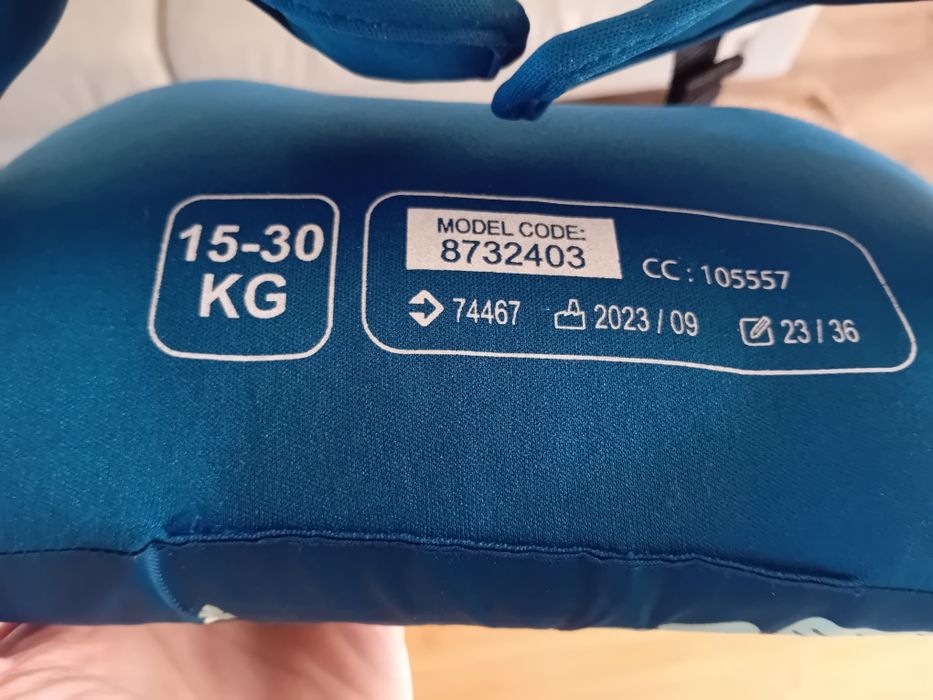 15-30
KG
MODEL CODE:
8732403
CC : 105557
74467
2023 / 09
23 / 36